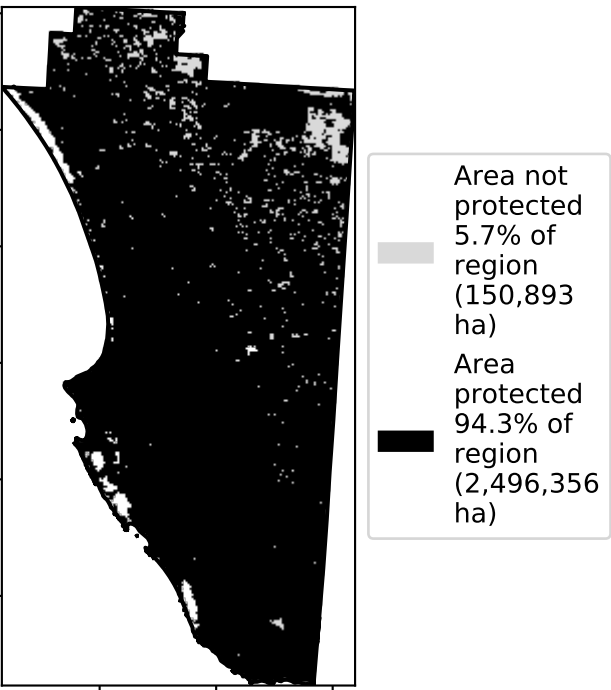 Area not
protected
5.7% of
region
(150,893
ha)
Area
protected
94.3% of
region
(2,496,356
ha)